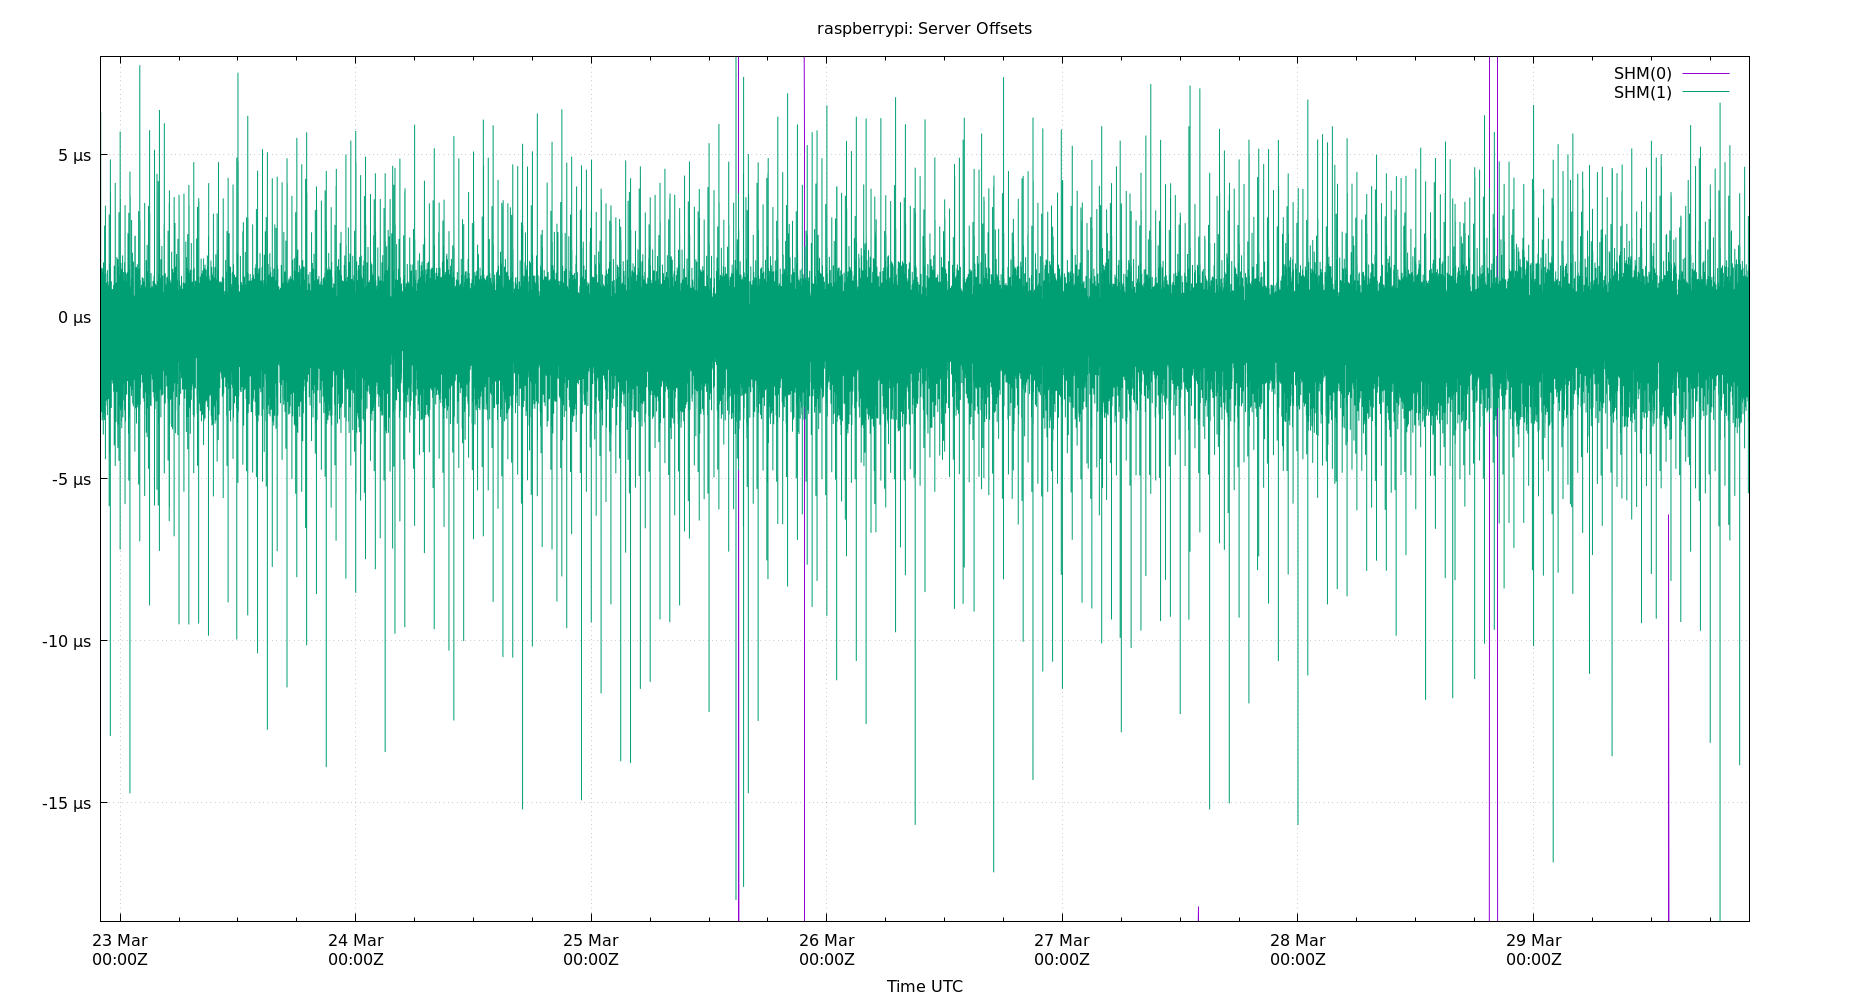 raspberrypi: Server Offsets
SHM(0)
SHM(1)
5 µs
0 µs
-5 µs
-10 µs
-15 µs
23 Mar
00:00Z
24 Mar
00:00Z
25 Mar
00:00Z
26 Mar
00:00Z
27 Mar
00:00Z
28 Mar
00:00Z
29 Mar
00:00Z
Time UTC